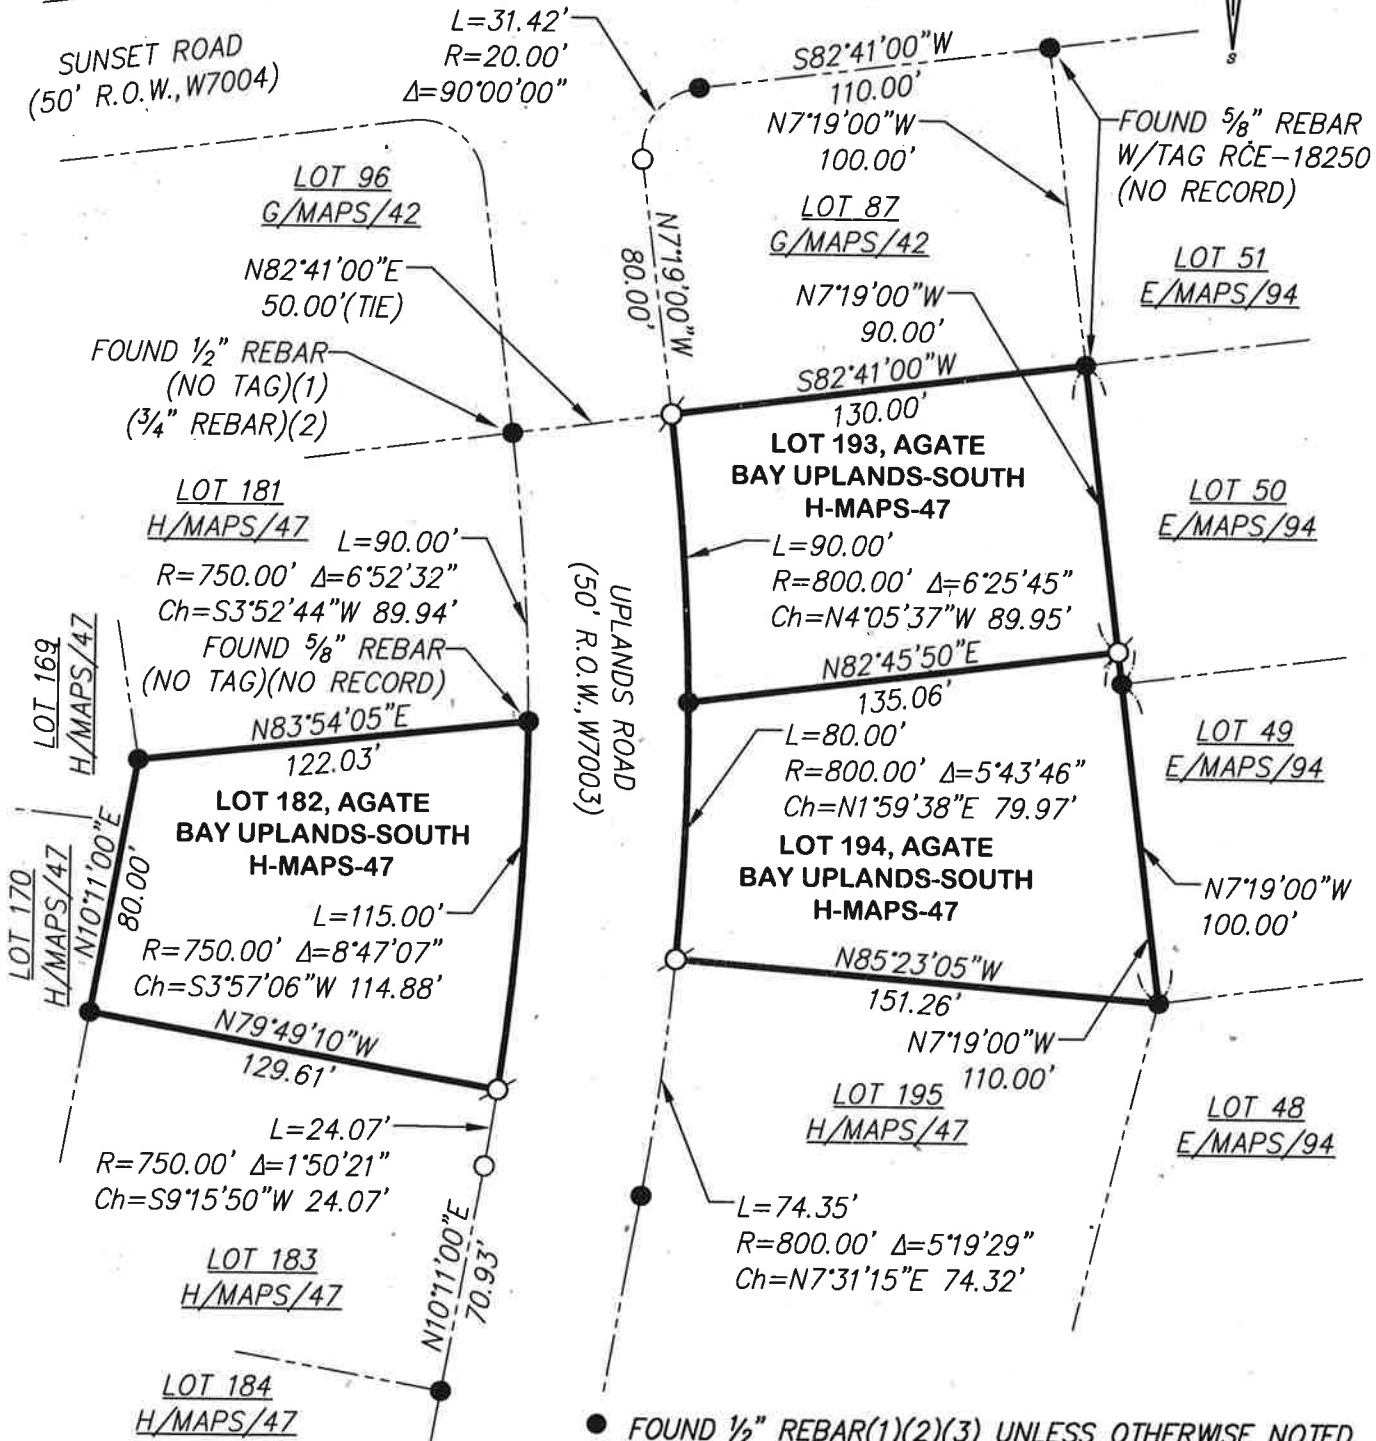 SUNSET ROAD
(50' R.O.W.,W7004)
L=31.42'
R=20.00'
Δ=90°00'00"
S82°41'00"W
110.00'
S
N7°19'00"W
100.00'
FOUND 5/8" REBAR
W/TAG RCE-18250
(NO RECORD)
LOT 96
G/MAPS/42
LOT 87
G/MAPS/42
N7°19'00"W
80.00'
LOT 51
E/MAPS/94
N82°41'00"E
50.00'(TIE)
N7°19'00"W
90.00'
FOUND 1/2" REBAR
(NO TAG)(1)
(3/4" REBAR)(2)
S82°41'00"W
130.00'
LOT 193, AGATE
BAY UPLANDS-SOUTH
H-MAPS-47
LOT 181
H/MAPS/47
LOT 50
E/MAPS/94
L=90.00'
R=750.00' Δ=6°52'32"
Ch=S3°52'44"W 89.94'
L=90.00'
R=800.00' Δ=6°25'45"
Ch=N4°05'37"W 89.95'
UPLANDS ROAD
(50' R.O.W.,W7003)
LOT 169
H/MAPS/47
FOUND 5/8" REBAR
(NO TAG)(NO RECORD)
N82°45'50"E
135.06'
N83°54'05"E
122.03'
LOT 49
E/MAPS/94
L=80.00'
R=800.00' Δ=5°43'46"
Ch=N1°59'38"E 79.97'
LOT 182, AGATE
BAY UPLANDS-SOUTH
H-MAPS-47
LOT 194, AGATE
BAY UPLANDS-SOUTH
H-MAPS-47
LOT 170
H/MAPS/47
N10°11'00"E
80.00'
N7°19'00"W
100.00'
L=115.00'
R=750.00' Δ=8°47'07"
Ch=S3°57'06"W 114.88'
N85°23'05"W
151.26'
N79°49'10"W
129.61'
N7°19'00"W
110.00'
LOT 195
H/MAPS/47
LOT 48
E/MAPS/94
L=24.07'
R=750.00' Δ=1°50'21"
Ch=S9°15'50"W 24.07'
L=74.35'
R=800.00' Δ=5°19'29"
Ch=N7°31'15"E 74.32'
LOT 183
H/MAPS/47
N10°11'00"E
70.93'
LOT 184
H/MAPS/47
FOUND 1/2" REBAR(1)(2)(3) UNLESS OTHERWISE NOTED